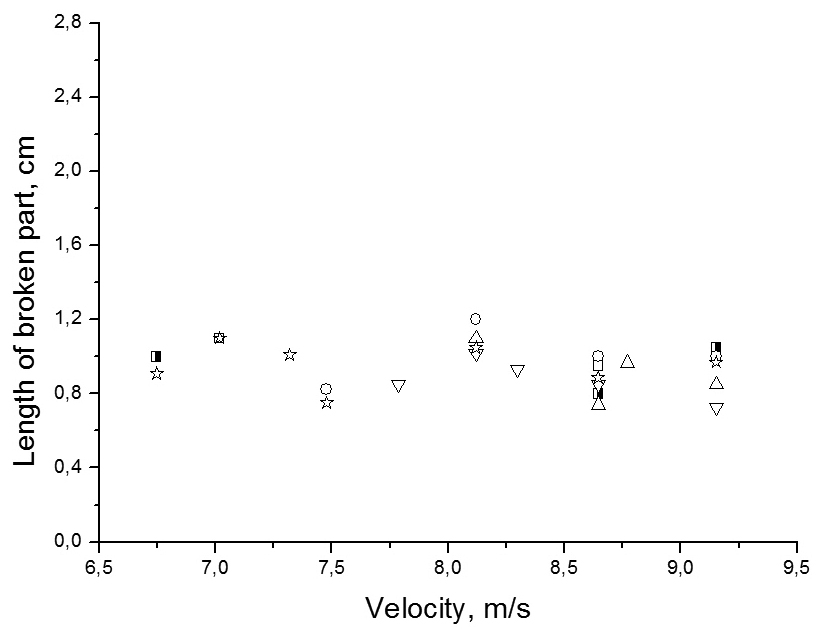 Length of broken part, cm
2,8
2,4
2,0
1,6
1,2
0,8
0,4
0,0
6,5 7,0 7,5 8,0 8,5 9,0 9,5
Velocity, m/s